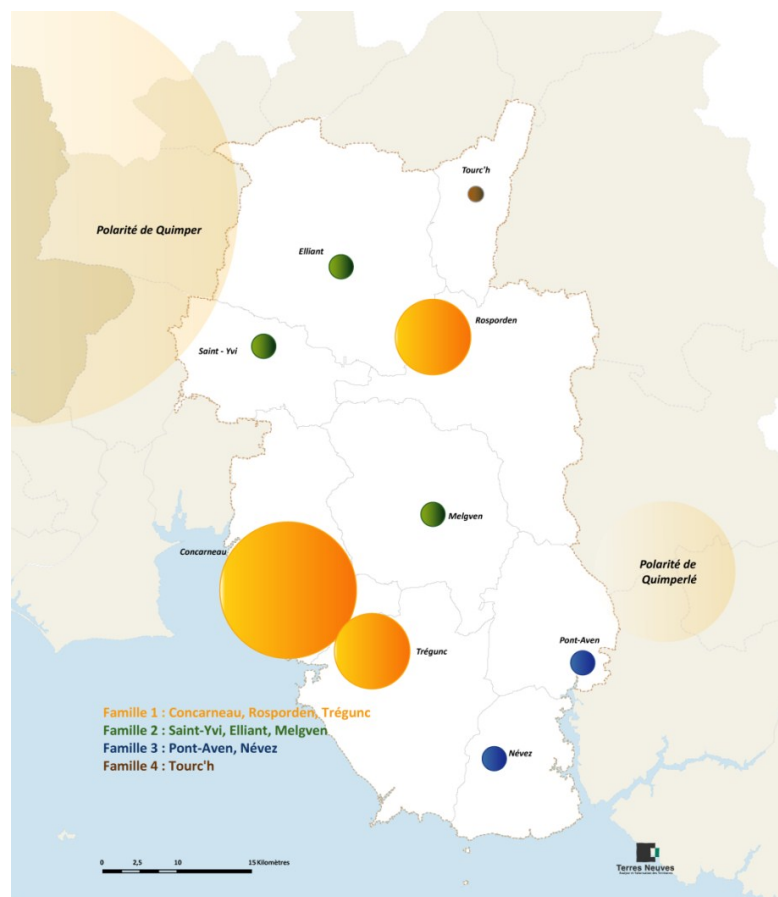 Tourc'h
Polarité de Quimper
Elliant
Rosporden
Saint - Yvi
Melgven
Concarneau
Polarité de
Quimperlé
Pont-Aven
Trégunc
Famille 1 : Concarneau, Rosporden, Trégunc
Famille 2 : Saint-Yvi, Elliant, Melgven
Famille 3 : Pont-Aven, Névez
Famille 4 : Tourc'h
Névez
0 2,5 10 15 Kilomètres
Terres Neuves